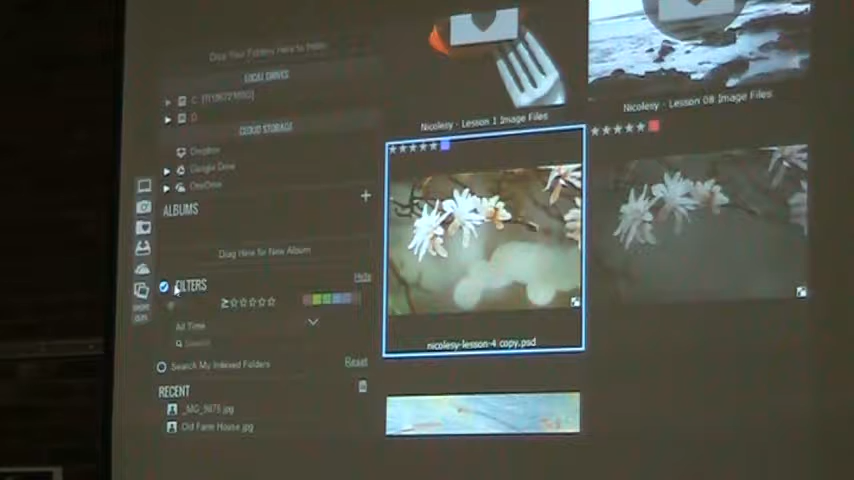 Drag Your Folders Here to Index
LOCAL DRIVES
D
CLOUD STORAGE
Dropbox
Google Drive
OneDrive
ALBUMS
+
Drag Here for New Album
FILTERS
Hide
≥☆☆☆☆☆
All Time
Search
Search My Indexed Folders
Reset
RECENT
_MG_9875.jpg
Old Farm House.jpg
Nicolesy - Lesson 1 Image Files
Nicolesy - Lesson 08 Image Files
nicolesy-lesson-4 copy.psd